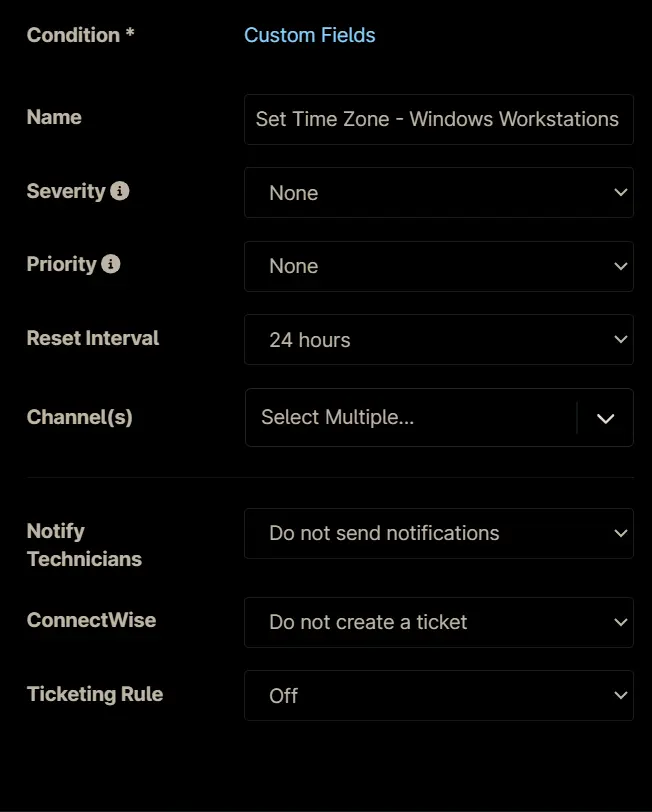 Condition * Custom Fields
Name Set Time Zone - Windows Workstations
Severity None
Priority None
Reset Interval 24 hours
Channel(s) Select Multiple...
Notify
Technicians
Do not send notifications
ConnectWise Do not create a ticket
Ticketing Rule Off